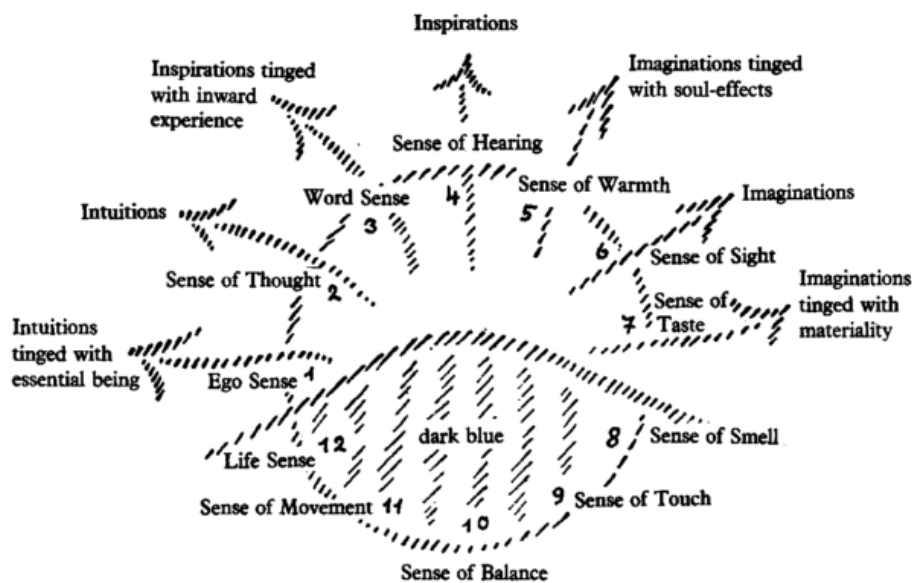 Inspirations
Inspirations tinged
with inward
experience
Imaginations tinged
with soul-effects
Sense of Hearing
Word Sense
4
Sense of Warmth
3
5
Intuitions
Imaginations
6
Sense of Sight
Sense of Thought
2
Imaginations
tinged with
materiality
Sense of
Taste
7
Intuitions
tinged with
essential being
Ego Sense
1
12
dark blue
8
Sense of Smell
Life Sense
Sense of Movement
11
9
Sense of Touch
10
Sense of Balance